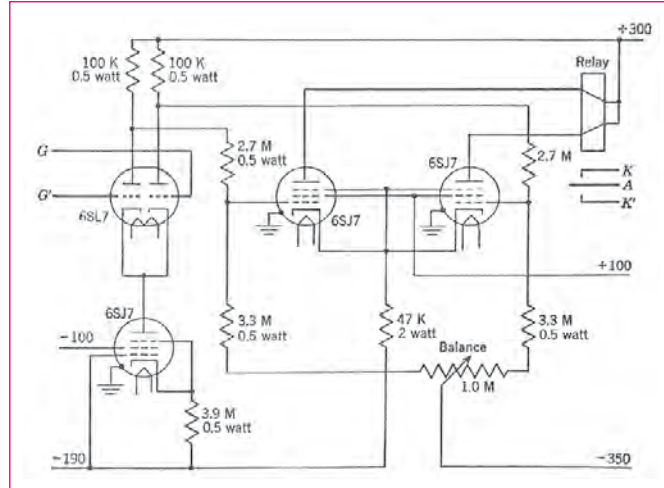 +300
100 K
0.5 watt
100 K
0.5 watt
Relay
G
2.7 M
0.5 watt
2.7 M
6SJ7
K
A
K'
G'
6SL7
6SJ7
+100
6SJ7
3.3 M
0.5 watt
47 K
2 watt
3.3 M
0.5 watt
-100
Balance
1.0 M
3.9 M
0.5 watt
-190
-350